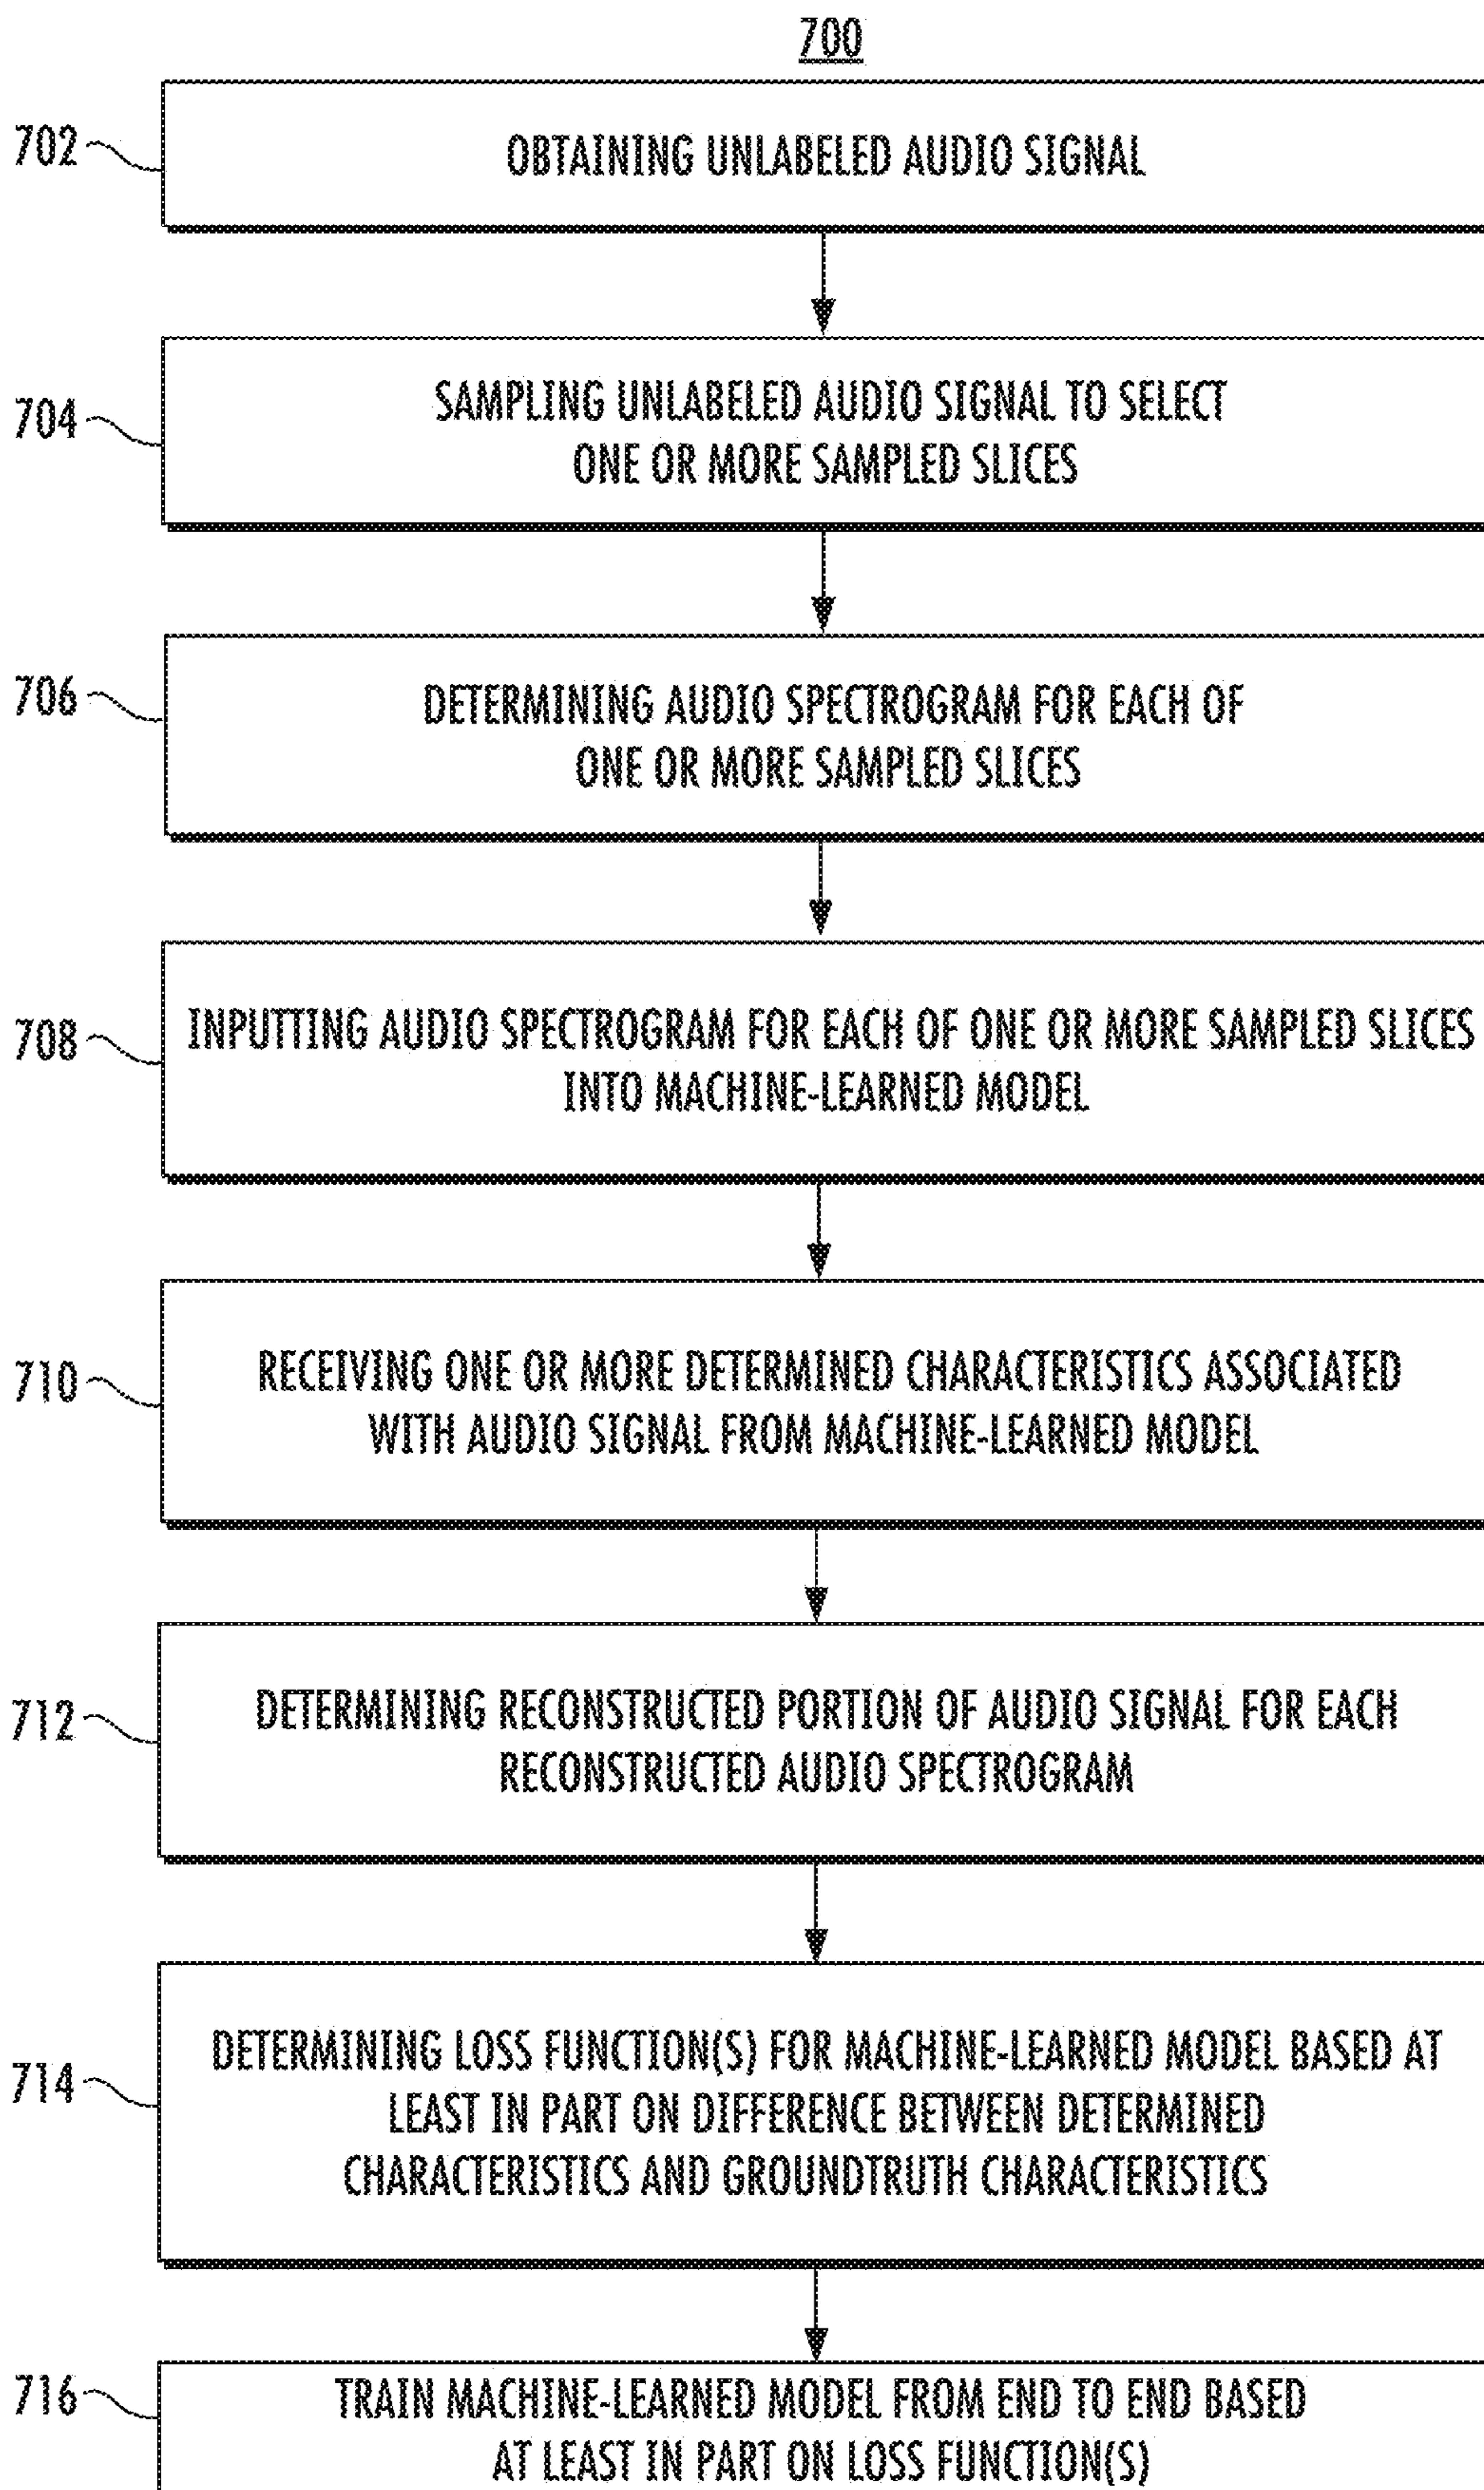 700
702
OBTAINING UNLABELED AUDIO SIGNAL
704
SAMPLING UNLABELED AUDIO SIGNAL TO SELECT
ONE OR MORE SAMPLED SLICES
706
DETERMINING AUDIO SPECTROGRAM FOR EACH OF
ONE OR MORE SAMPLED SLICES
708
INPUTTING AUDIO SPECTROGRAM FOR EACH OF ONE OR MORE SAMPLED SLICES
INTO MACHINE-LEARNED MODEL
710
RECEIVING ONE OR MORE DETERMINED CHARACTERISTICS ASSOCIATED
WITH AUDIO SIGNAL FROM MACHINE-LEARNED MODEL
712
DETERMINING RECONSTRUCTED PORTION OF AUDIO SIGNAL FOR EACH
RECONSTRUCTED AUDIO SPECTROGRAM
714
DETERMINING LOSS FUNCTION(S) FOR MACHINE-LEARNED MODEL BASED AT
LEAST IN PART ON DIFFERENCE BETWEEN DETERMINED
CHARACTERISTICS AND GROUNDTRUTH CHARACTERISTICS
716
TRAIN MACHINE-LEARNED MODEL FROM END TO END BASED
AT LEAST IN PART ON LOSS FUNCTION(S)